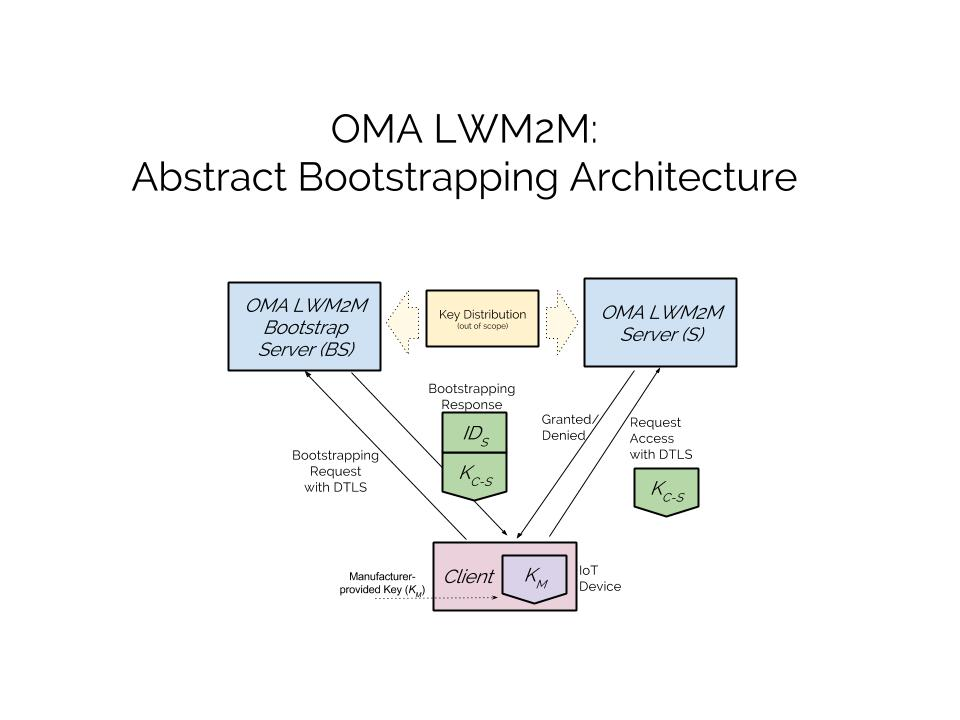 OMA LWM2M:
Abstract Bootstrapping Architecture
OMA LWM2M
Bootstrap
Server (BS)
Key Distribution
(out of scope)
OMA LWM2M
Server (S)
Bootstrapping
Response
ID_S
K_C-S
Granted/
Denied
Request
Access
with DTLS
K_C-S
Bootstrapping
Request
with DTLS
Manufacturer-
provided Key (K_M)
Client
K_M
IoT
Device